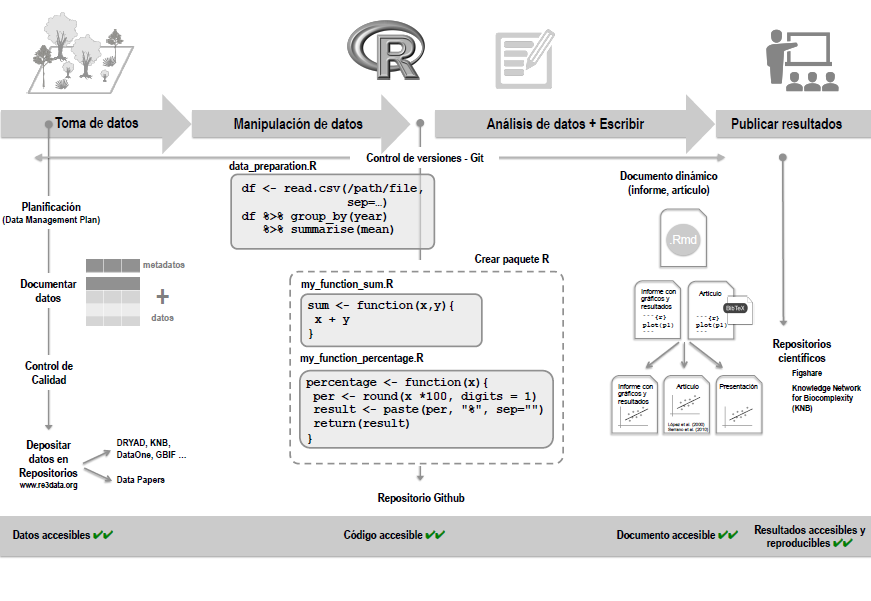 R
Toma de datos
Manipulación de datos
Análisis de datos + Escribir
Publicar resultados
Control de versiones - Git
Planificación
(Data Management Plan)
Documentar
datos
metadatos
+
datos
Control de
Calidad
Depositar
datos en
Repositorios
www.re3data.org
DRYAD, KNB,
DataOne, GBIF ...
Data Papers
data_preparation.R
df <- read.csv(/path/file,
sep=…)
df %>% group_by(year)
%>% summarise(mean)
Crear paquete R
my_function_sum.R
sum <- function(x,y){
x + y
}
my_function_percentage.R
percentage <- function(x){
per <- round(x *100, digits = 1)
result <- paste(per, "%", sep="")
return(result)
}
Repositorio Github
Documento dinámico
(informe, artículo)
.Rmd
Informe con
gráficos y
resultados
```{r}
plot(p1)
```
Artículo
BibTeX
```{r}
plot(p1)
```
Informe con
gráficos y
resultados
Artículo
López et al. (2000)
Serrano et al. (2010)
Presentación
Repositorios
científicos
Figshare
Knowledge Network
for Biocomplexity
(KNB)
Datos accesibles ✔✔
Código accesible ✔✔
Documento accesible ✔✔
Resultados accesibles y
reproducibles ✔✔